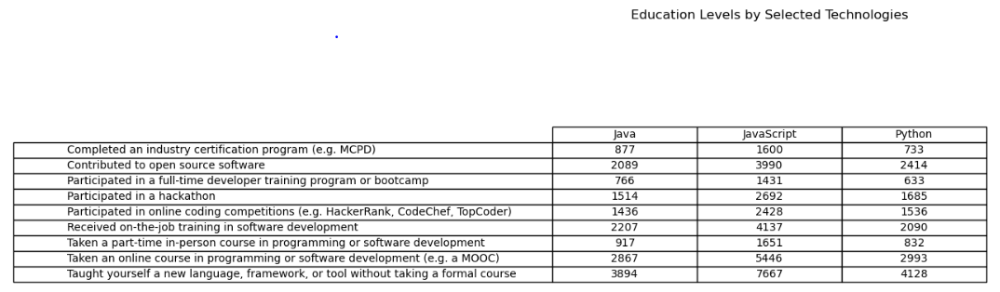 Education Levels by Selected Technologies
Java JavaScript Python
Completed an industry certification program (e.g. MCPD) 877 1600 733
Contributed to open source software 2089 3990 2414
Participated in a full-time developer training program or bootcamp 766 1431 633
Participated in a hackathon 1514 2692 1685
Participated in online coding competitions (e.g. HackerRank, CodeChef, TopCoder) 1436 2428 1536
Received on-the-job training in software development 2207 4137 2090
Taken a part-time in-person course in programming or software development 917 1651 832
Taken an online course in programming or software development (e.g. a MOOC) 2867 5446 2993
Taught yourself a new language, framework, or tool without taking a formal course 3894 7667 4128